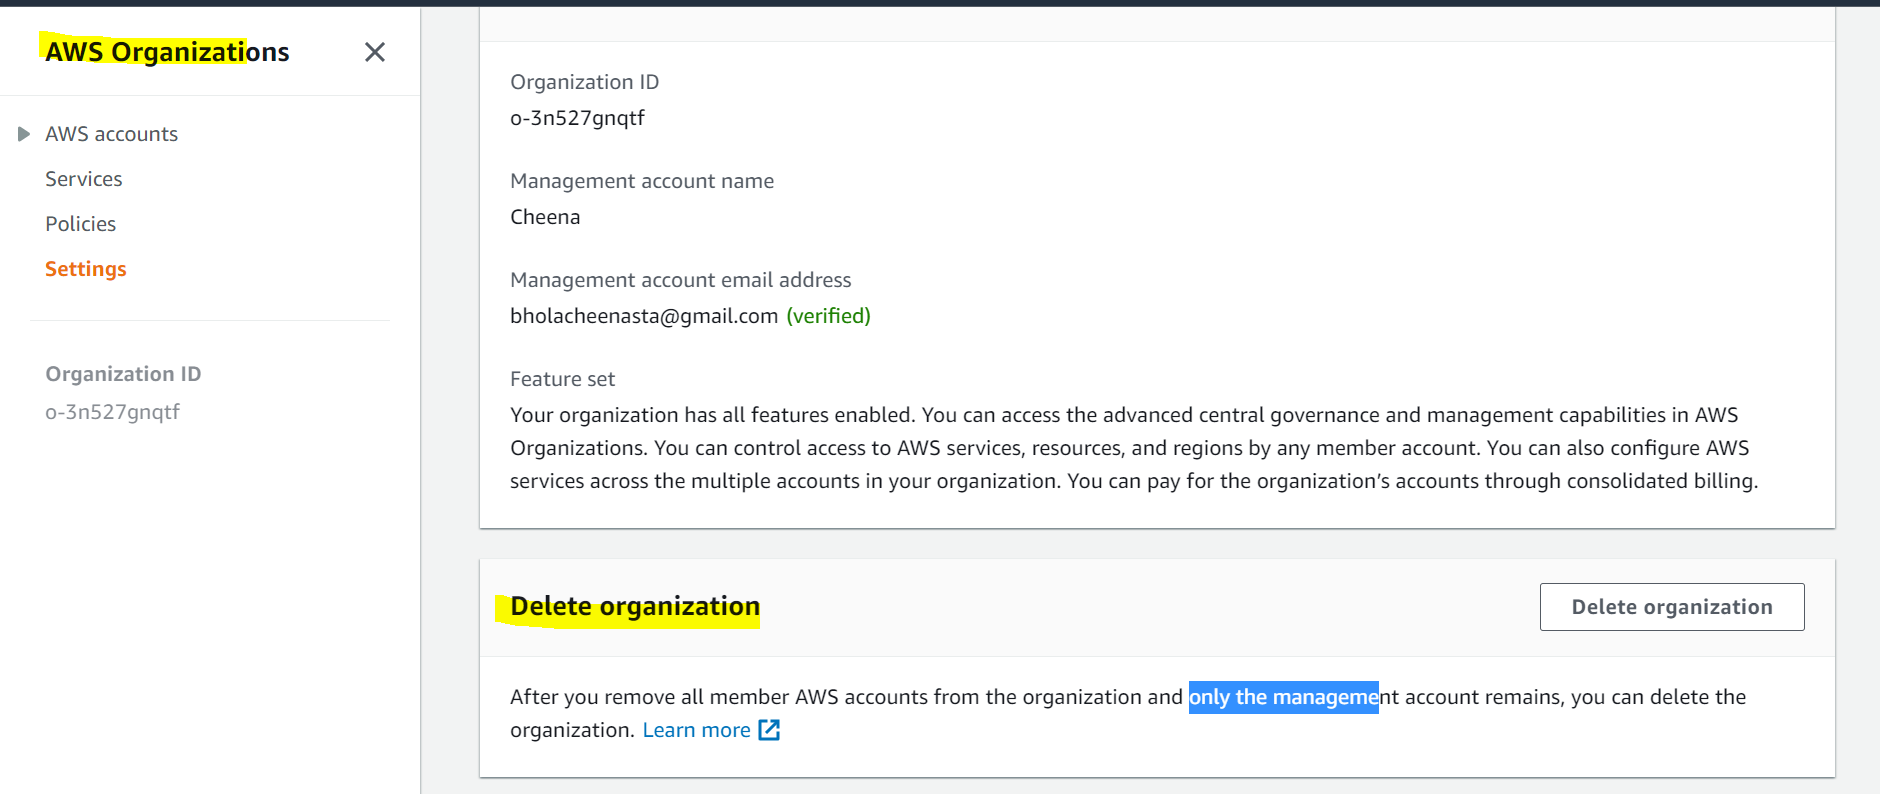 AWS Organizations
AWS accounts
Services
Policies
Settings
Organization ID
o-3n527gnqtf
Organization ID
o-3n527gnqtf
Management account name
Cheena
Management account email address
bholacheenasta@gmail.com (verified)
Feature set
Your organization has all features enabled. You can access the advanced central governance and management capabilities in AWS
Organizations. You can control access to AWS services, resources, and regions by any member account. You can also configure AWS
services across the multiple accounts in your organization. You can pay for the organization’s accounts through consolidated billing.
Delete organization
Delete organization
After you remove all member AWS accounts from the organization and only the management account remains, you can delete the
organization. Learn more